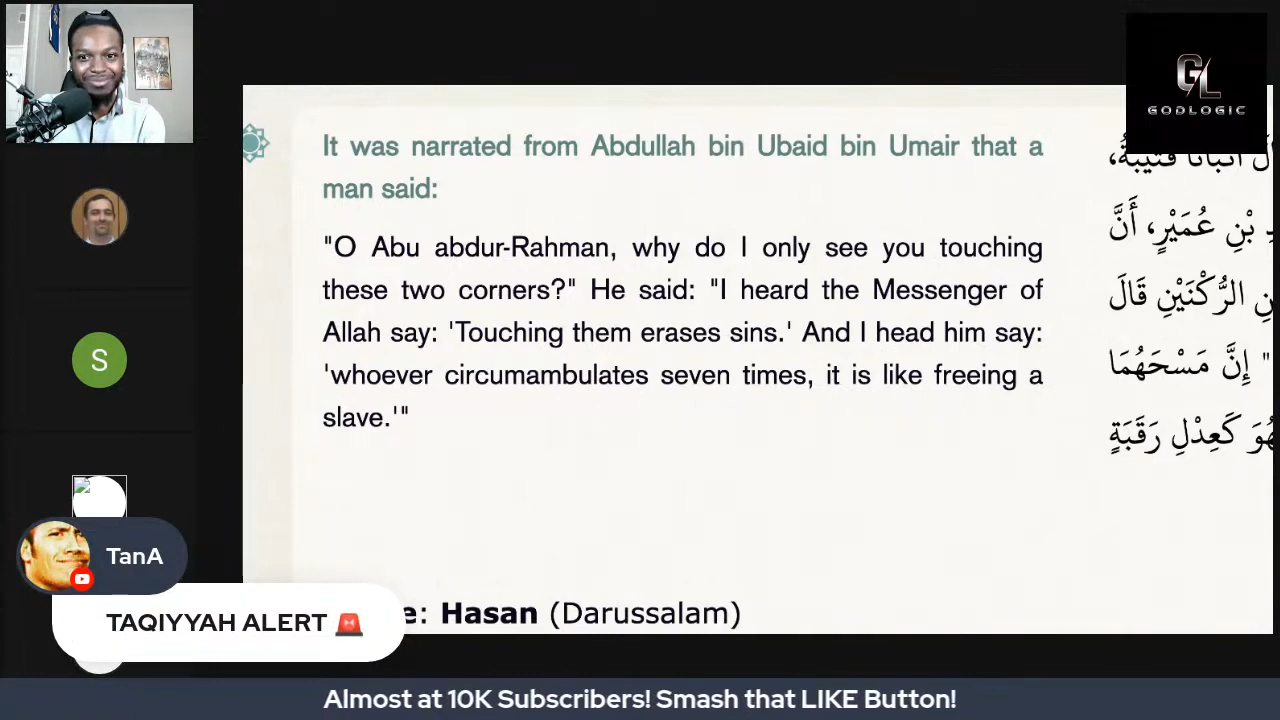 GL
GODLOGIC
It was narrated from Abdullah bin Ubaid bin Umair that a
man said:
"O Abu abdur-Rahman, why do I only see you touching
these two corners?" He said: "I heard the Messenger of
Allah say: 'Touching them erases sins.' And I head him say:
'whoever circumambulates seven times, it is like freeing a
slave.'"
بْنِ عُمَيْرٍ، أَنَّ
الرُّكْنَيْنِ قَالَ
" إِنَّ مَسْحَهُمَا
كَعِدْلِ رَقَبَةٍ
S
TanA
TAQIYYAH ALERT 🚨
e: Hasan (Darussalam)
Almost at 10K Subscribers! Smash that LIKE Button!